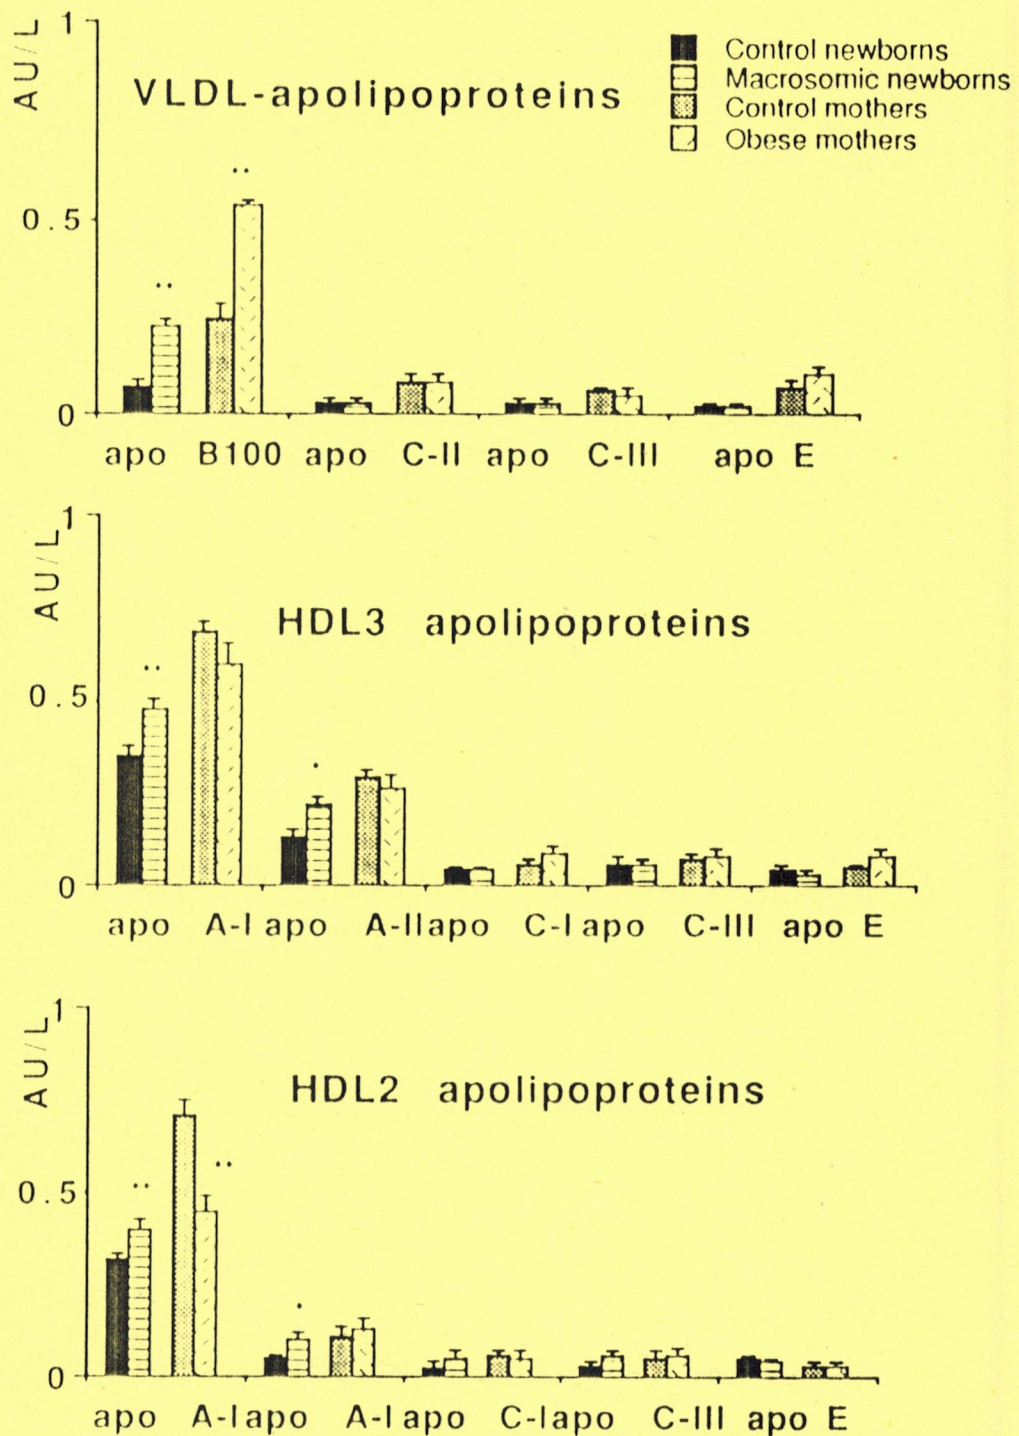 AU/L
1
Control newborns
Macrosomic newborns
Control mothers
Obese mothers
VLDL-apolipoproteins
..
0.5
..
0
apo B100 apo C-II apo C-III apo E
AU/L
1
HDL3 apolipoproteins
..
0.5
.
0
apo A-I apo A-II apo C-I apo C-III apo E
AU/L
1
HDL2 apolipoproteins
..
..
0.5
.
0
apo A-I apo A-I apo C-I apo C-III apo E